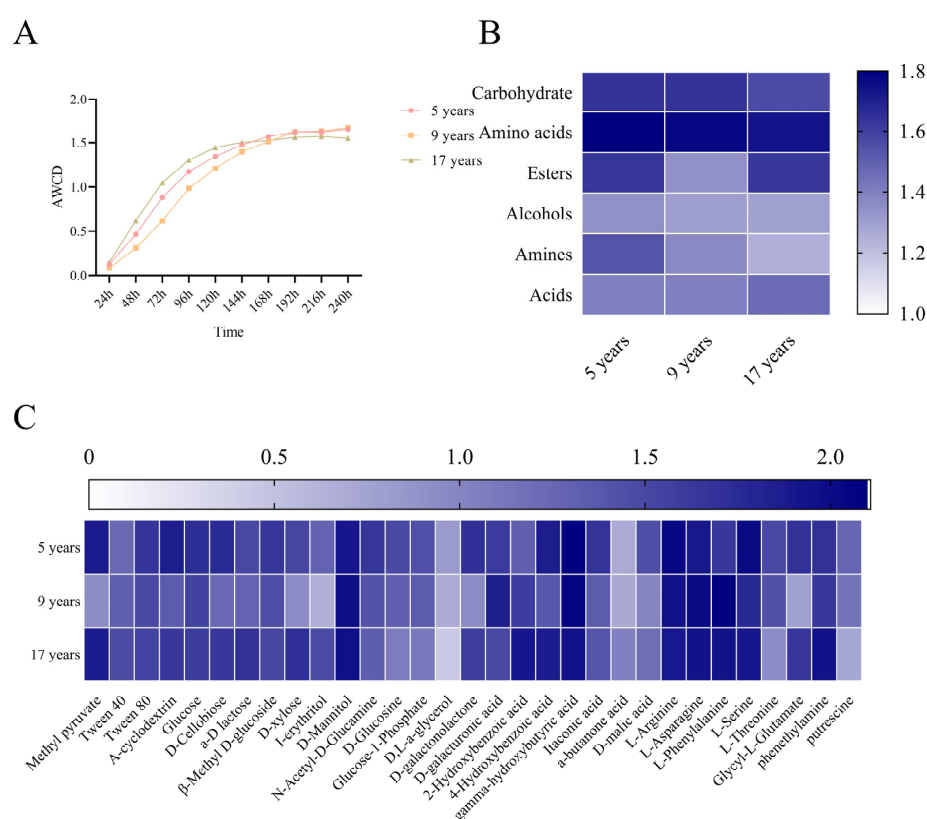 A
B
AWCD
2.0
1.5
1.0
0.5
0.0
24h
48h
72h
96h
120h
144h
168h
192h
216h
240h
Time
5 years
9 years
17 years
Carbohydrate
Amino acids
Esters
Alcohols
Amines
Acids
5 years
9 years
17 years
1.8
1.6
1.4
1.2
1.0
C
0
0.5
1.0
1.5
2.0
5 years
9 years
17 years
Methyl pyruvate
Tween 40
Tween 80
A-cyclodextrin
Glucose
D-Cellobiose
a-D lactose
β-Methyl D-glucoside
D-xylose
I-erythritol
D-Mannitol
N-Acetyl-D-Glucamine
D-Glucosine
Glucose-1-Phosphate
D,L-a-glycerol
D-galactonolactone
D-galacturonic acid
2-Hydroxybenzoic acid
4-Hydroxybenzoic acid
gamma-hydroxybutyric acid
Itaconic acid
a-butanone acid
D-malic acid
L-Arginine
L-Asparagine
L-Phenylalanine
L-Serine
L-Threonine
Glycyl-L-Glutamate
phenethylamine
putrescine